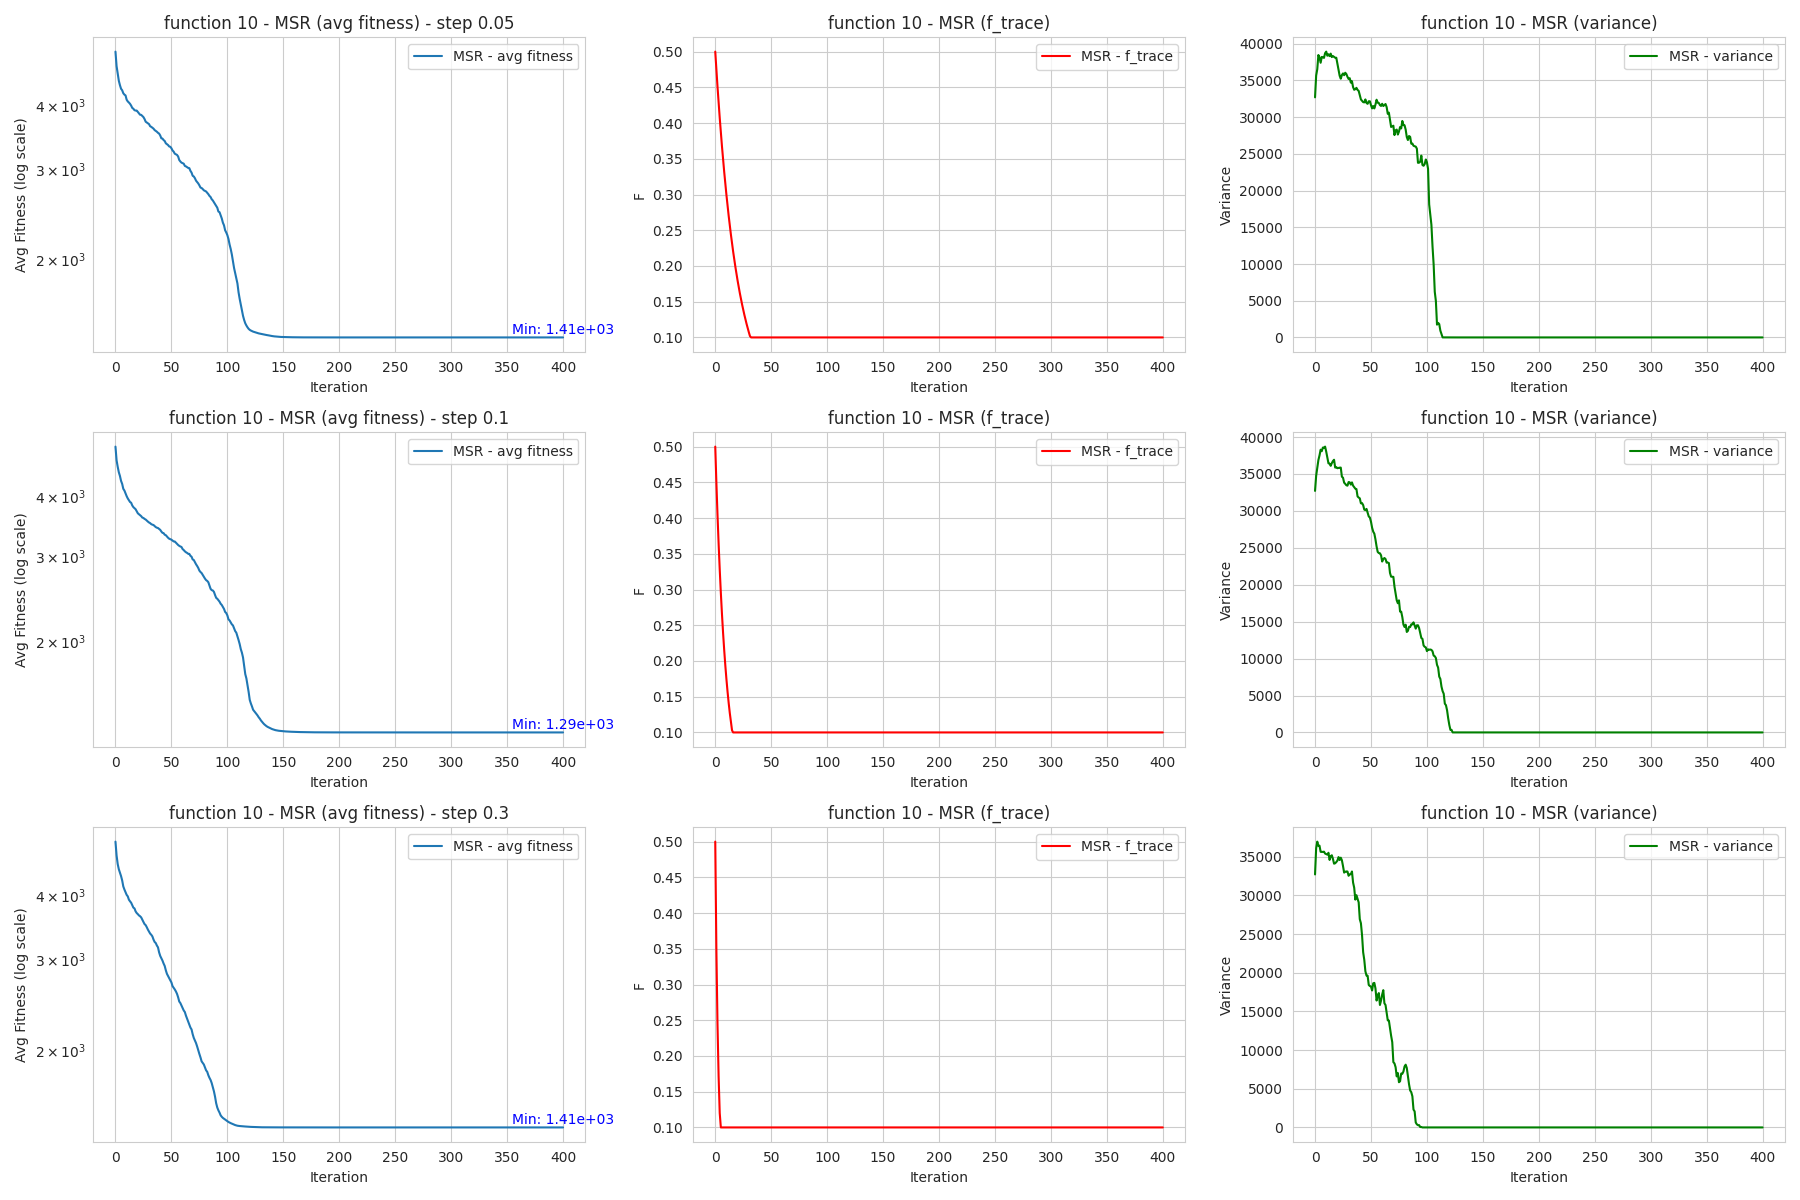 function 10 - MSR (avg fitness) - step 0.05
MSR - avg fitness
Avg Fitness (log scale)
4 × 10³
3 × 10³
2 × 10³
Min: 1.41e+03
0 50 100 150 200 250 300 350 400
Iteration
function 10 - MSR (f_trace)
MSR - f_trace
F
0.50
0.45
0.40
0.35
0.30
0.25
0.20
0.15
0.10
0 50 100 150 200 250 300 350 400
Iteration
function 10 - MSR (variance)
MSR - variance
Variance
40000
35000
30000
25000
20000
15000
10000
5000
0
0 50 100 150 200 250 300 350 400
Iteration
function 10 - MSR (avg fitness) - step 0.1
MSR - avg fitness
Avg Fitness (log scale)
4 × 10³
3 × 10³
2 × 10³
Min: 1.29e+03
0 50 100 150 200 250 300 350 400
Iteration
function 10 - MSR (f_trace)
MSR - f_trace
F
0.50
0.45
0.40
0.35
0.30
0.25
0.20
0.15
0.10
0 50 100 150 200 250 300 350 400
Iteration
function 10 - MSR (variance)
MSR - variance
Variance
40000
35000
30000
25000
20000
15000
10000
5000
0
0 50 100 150 200 250 300 350 400
Iteration
function 10 - MSR (avg fitness) - step 0.3
MSR - avg fitness
Avg Fitness (log scale)
4 × 10³
3 × 10³
2 × 10³
Min: 1.41e+03
0 50 100 150 200 250 300 350 400
Iteration
function 10 - MSR (f_trace)
MSR - f_trace
F
0.50
0.45
0.40
0.35
0.30
0.25
0.20
0.15
0.10
0 50 100 150 200 250 300 350 400
Iteration
function 10 - MSR (variance)
MSR - variance
Variance
35000
30000
25000
20000
15000
10000
5000
0
0 50 100 150 200 250 300 350 400
Iteration